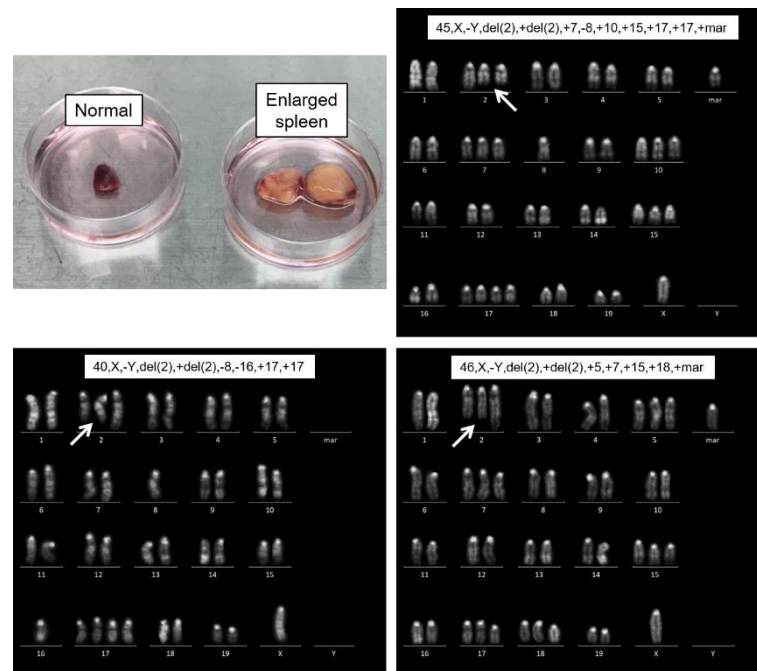 Normal
Enlarged
spleen
45,X,-Y,del(2),+del(2),+7,-8,+10,+15,+17,+17,+mar
1 2 3 4 5 mar
6 7 8 9 10
11 12 13 14 15
16 17 18 19 X Y
40,X,-Y,del(2),+del(2),-8,-16,+17,+17
1 2 3 4 5 mar
6 7 8 9 10
11 12 13 14 15
16 17 18 19 X Y
46,X,-Y,del(2),+del(2),+5,+7,+15,+18,+mar
1 2 3 4 5 mar
6 7 8 9 10
11 12 13 14 15
16 17 18 19 X Y